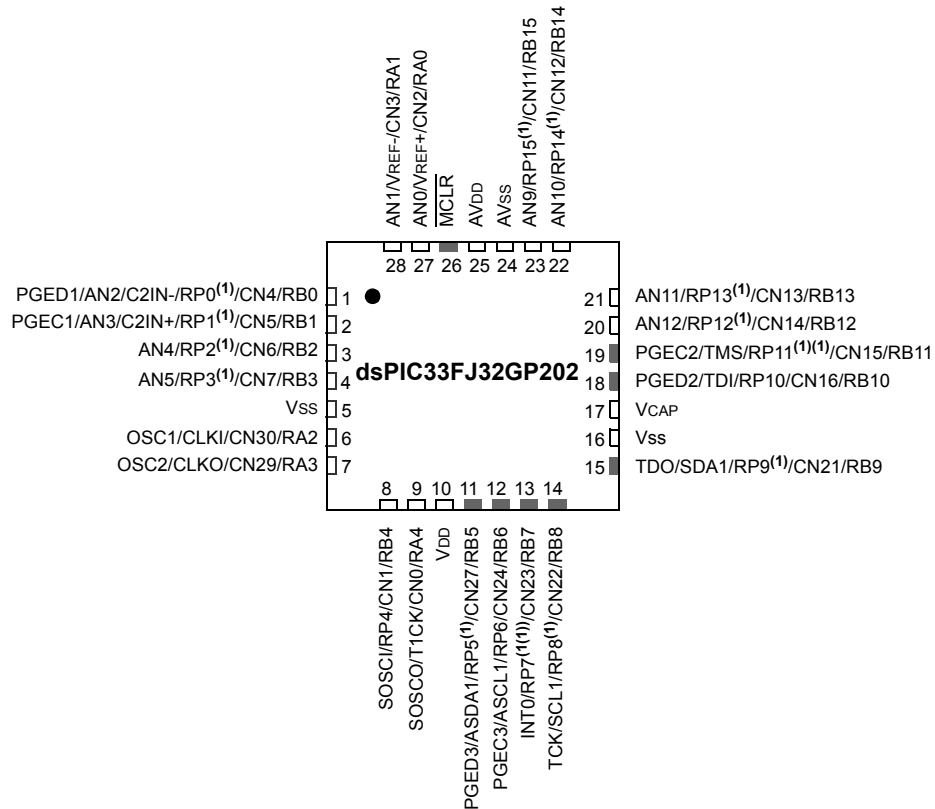 AN1/VREF-/CN3/RA1
AN0/VREF+/CN2/RA0
MCLR
AVDD
AVSS
AN9/RP15(1)/CN11/RB15
AN10/RP14(1)/CN12/RB14
28 27 26 25 24 23 22
PGED1/AN2/C2IN-/RP0(1)/CN4/RB0 1
PGEC1/AN3/C2IN+/RP1(1)/CN5/RB1 2
AN4/RP2(1)/CN6/RB2 3
AN5/RP3(1)/CN7/RB3 4
VSS 5
OSC1/CLKI/CN30/RA2 6
OSC2/CLKO/CN29/RA3 7
dsPIC33FJ32GP202
21 AN11/RP13(1)/CN13/RB13
20 AN12/RP12(1)/CN14/RB12
19 PGEC2/TMS/RP11(1)(1)/CN15/RB11
18 PGED2/TDI/RP10/CN16/RB10
17 VCAP
16 Vss
15 TDO/SDA1/RP9(1)/CN21/RB9
8 9 10 11 12 13 14
SOSCI/RP4/CN1/RB4
SOSCO/T1CK/CN0/RA4
VDD
PGED3/ASDA1/RP5(1)/CN27/RB5
PGEC3/ASCL1/RP6/CN24/RB6
INT0/RP7(1(1))/CN23/RB7
TCK/SCL1/RP8(1)/CN22/RB8